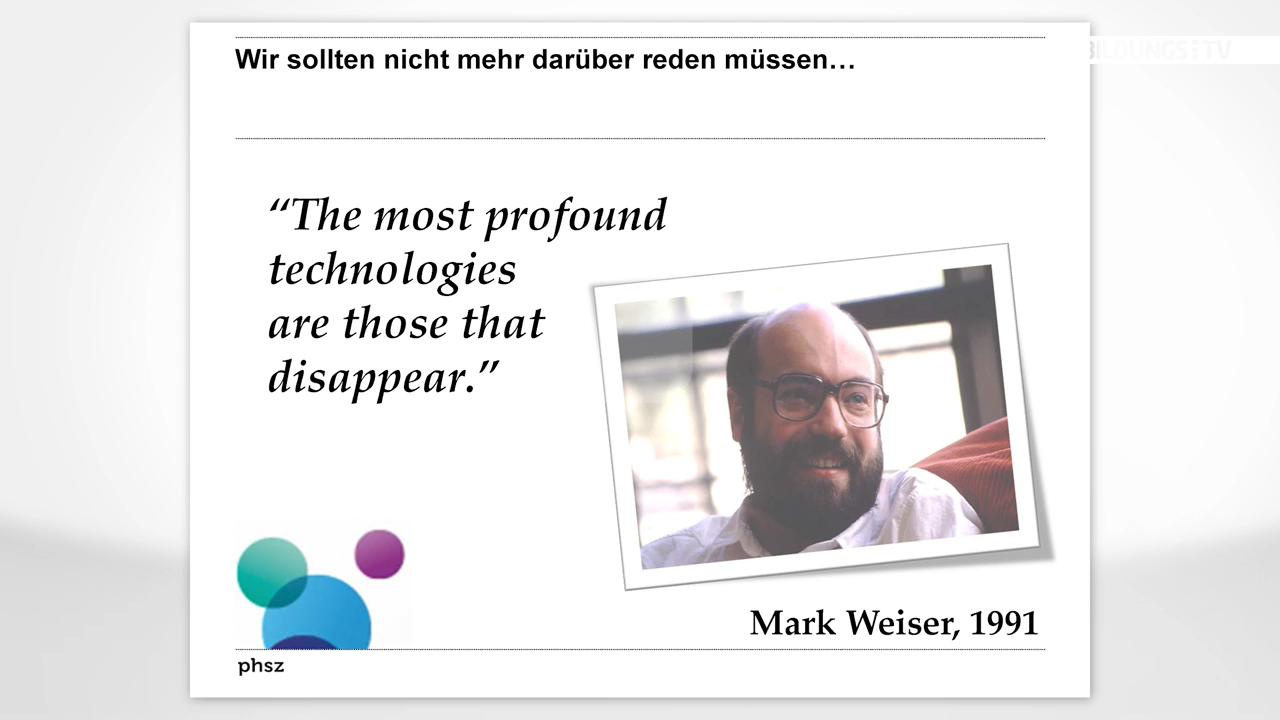 Wir sollten nicht mehr darüber reden müssen…
BILDUNGS TV
“The most profound
technologies
are those that
disappear.”
Mark Weiser, 1991
phsz